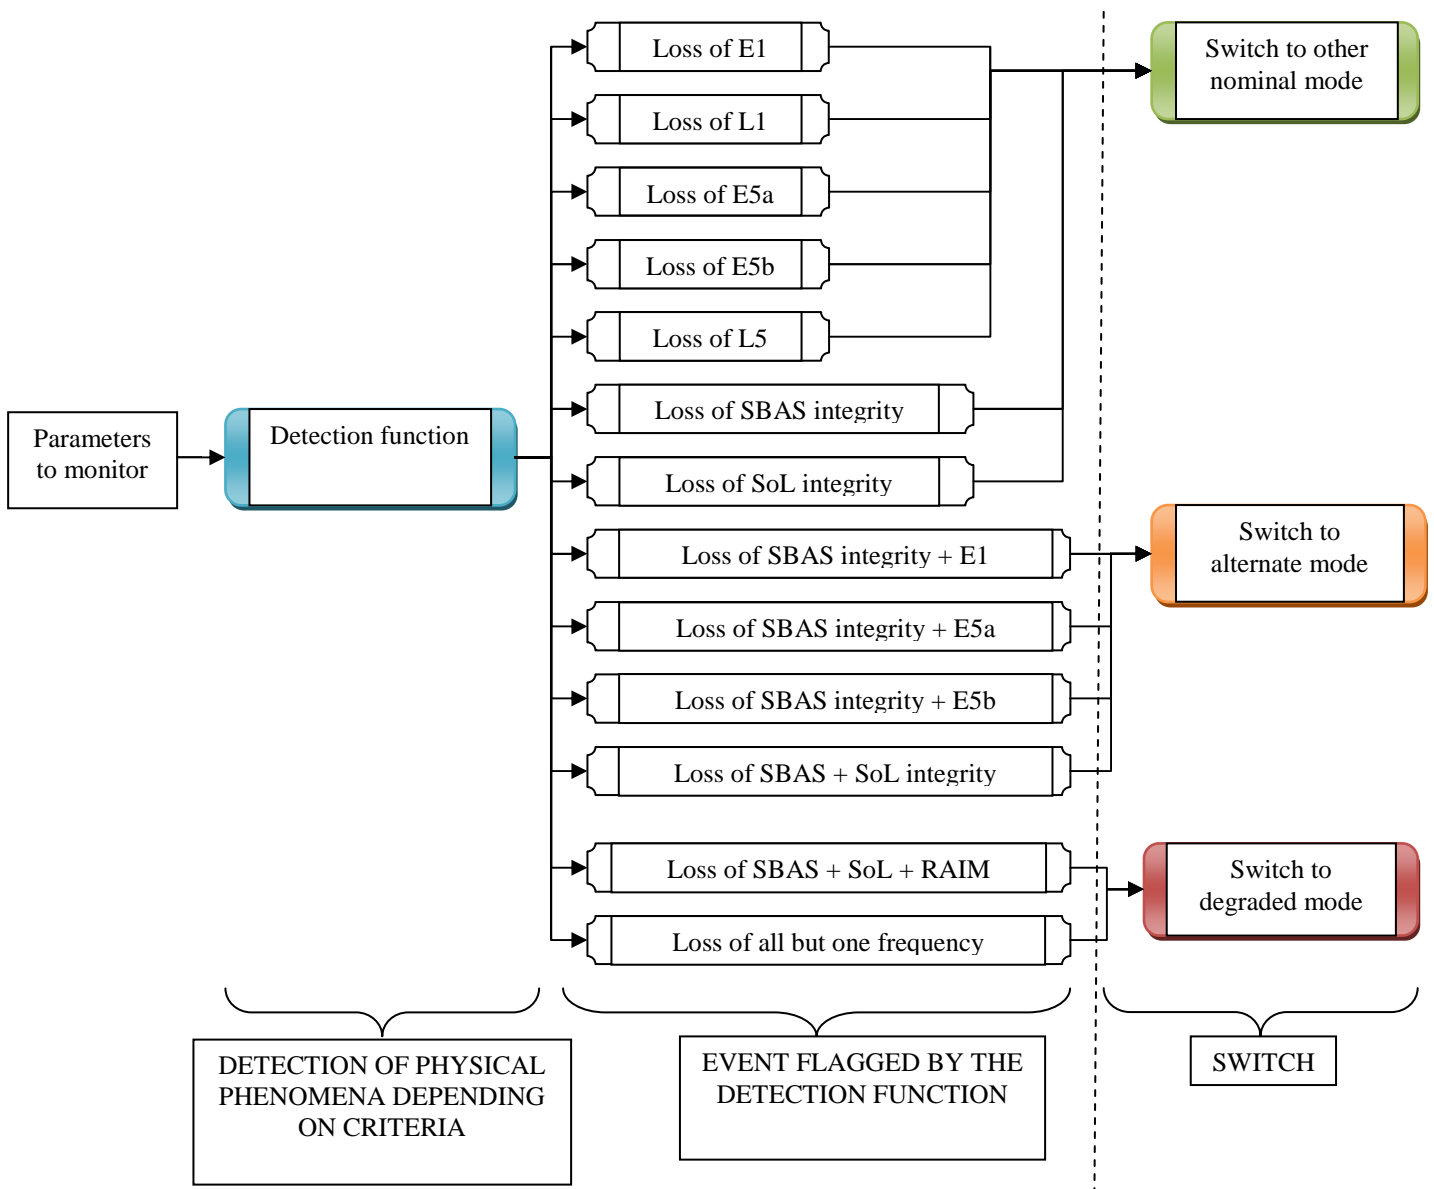 Loss of E1
Loss of L1
Loss of E5a
Loss of E5b
Loss of L5
Loss of SBAS integrity
Loss of SoL integrity
Loss of SBAS integrity + E1
Loss of SBAS integrity + E5a
Loss of SBAS integrity + E5b
Loss of SBAS + SoL integrity
Loss of SBAS + SoL + RAIM
Loss of all but one frequency
Parameters
to monitor
Detection function
Switch to other
nominal mode
Switch to
alternate mode
Switch to
degraded mode
DETECTION OF PHYSICAL
PHENOMENA DEPENDING
ON CRITERIA
EVENT FLAGGED BY THE
DETECTION FUNCTION
SWITCH